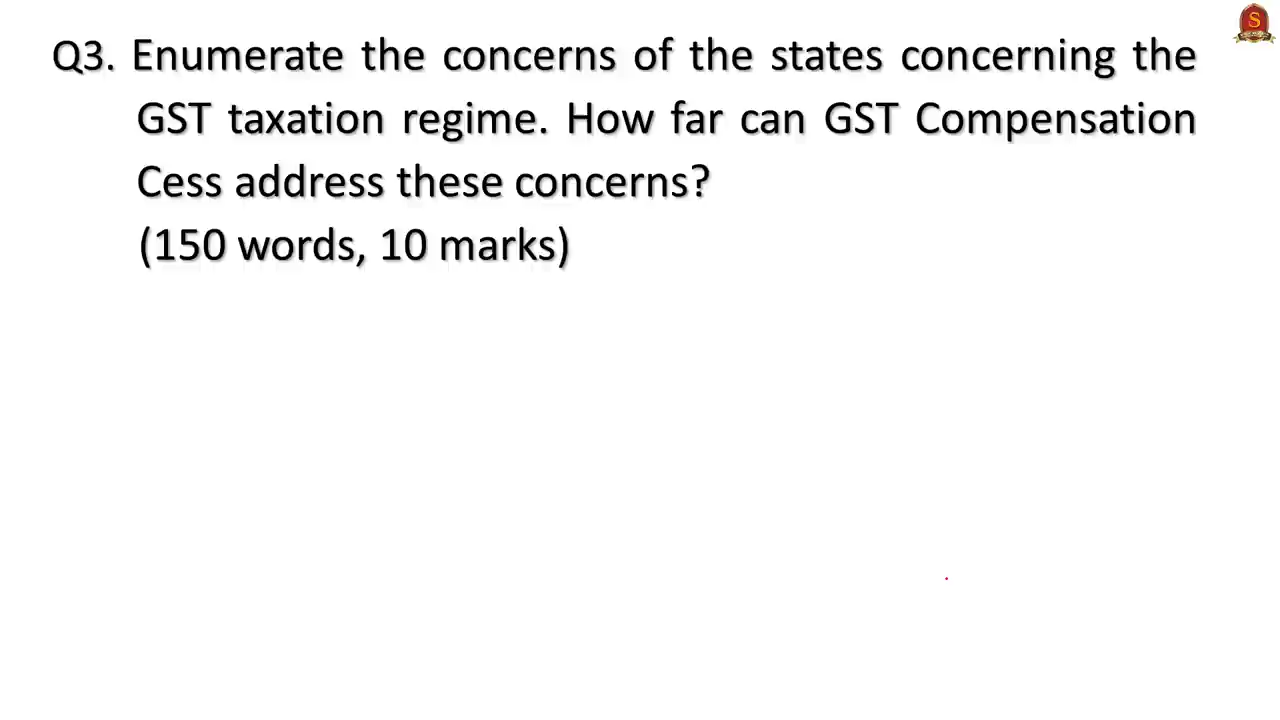 Q3. Enumerate the concerns of the states concerning the
GST taxation regime. How far can GST Compensation
Cess address these concerns?
(150 words, 10 marks)
S